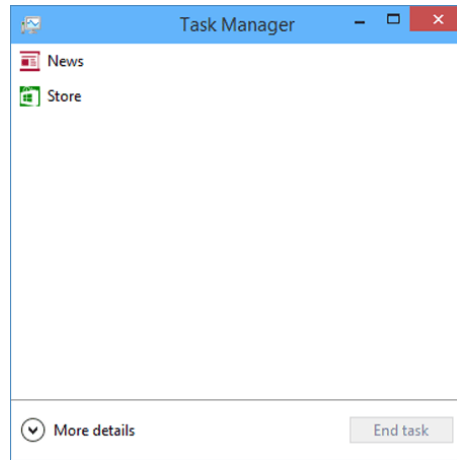 Task Manager
News
Store
More details
End task